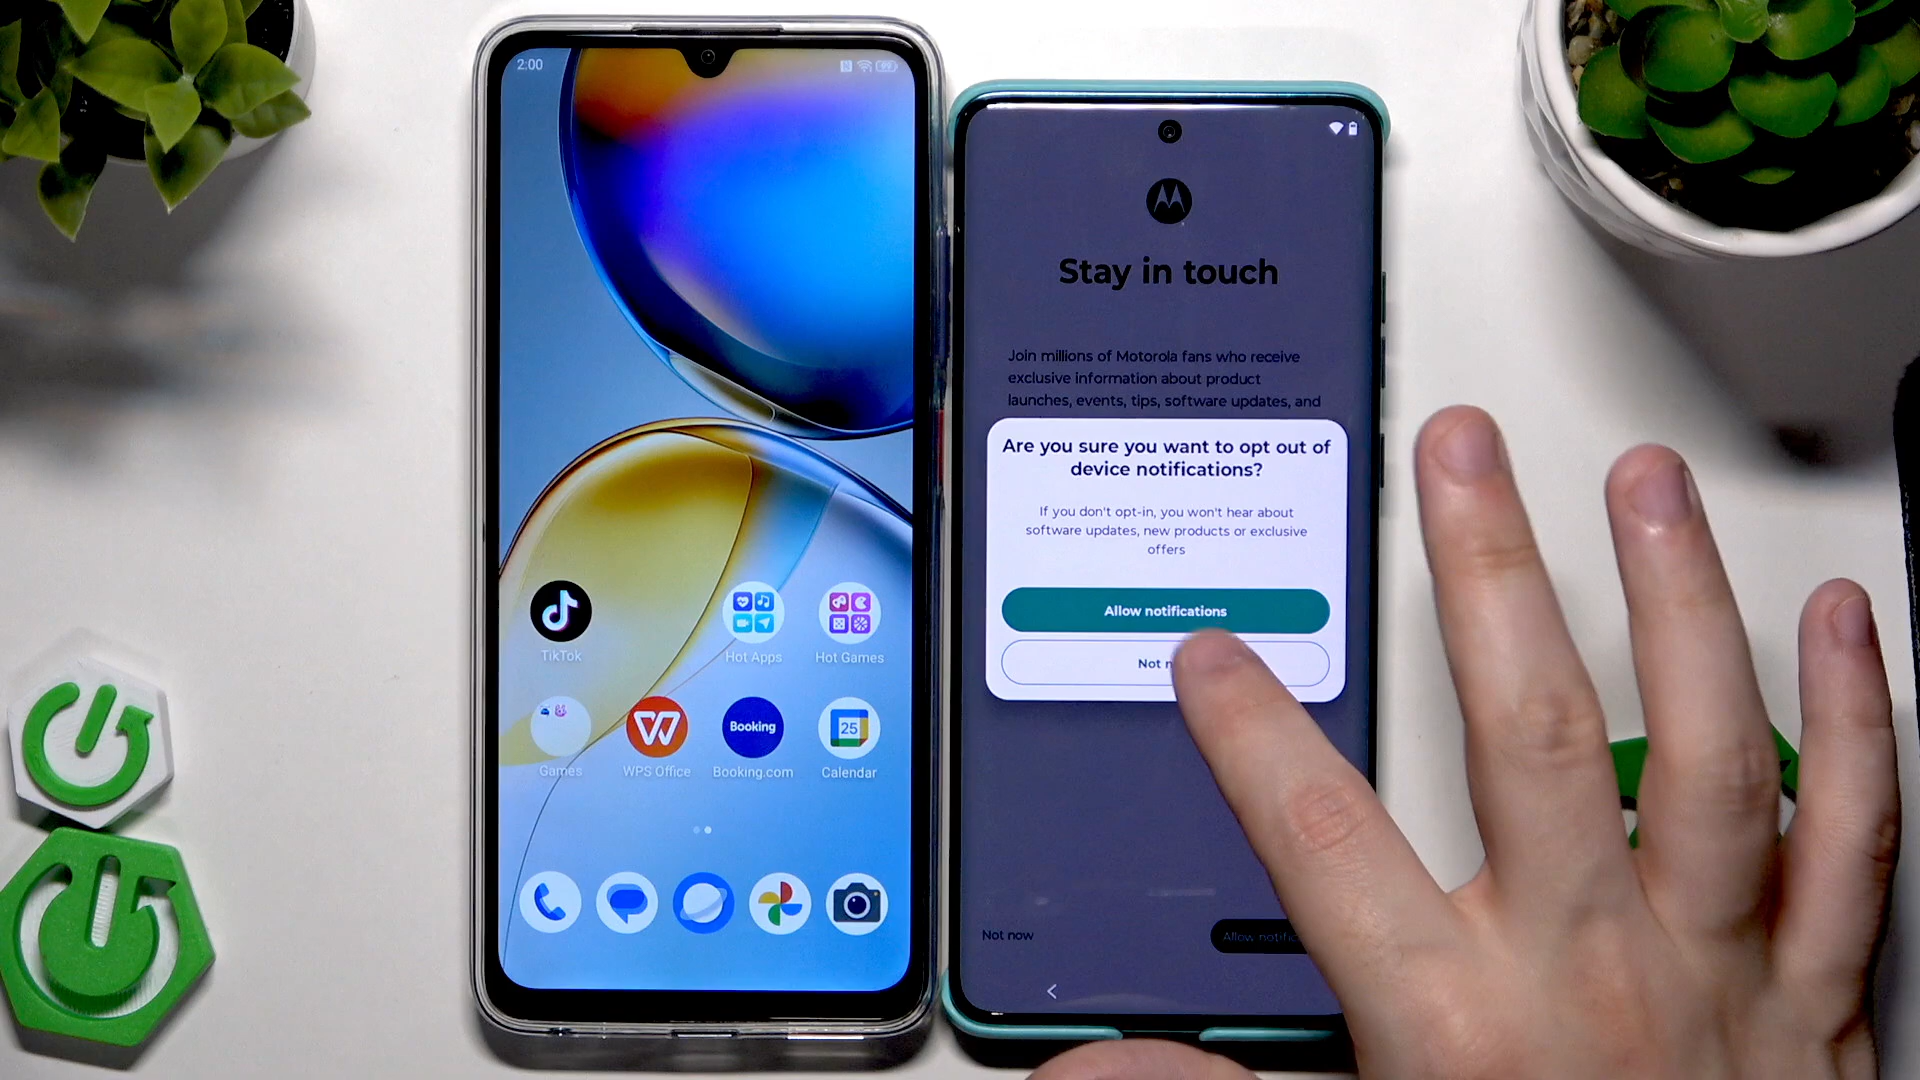 2:00
TikTok
Hot Apps
Hot Games
Games
WPS Office
Booking
Booking.com
25
Calendar
Stay in touch
Join millions of Motorola fans who receive
exclusive information about product
launches, events, tips, software updates, and
Are you sure you want to opt out of
device notifications?
If you don't opt-in, you won't hear about
software updates, new products or exclusive
offers
Allow notifications
Not n
Not now
Allow notific